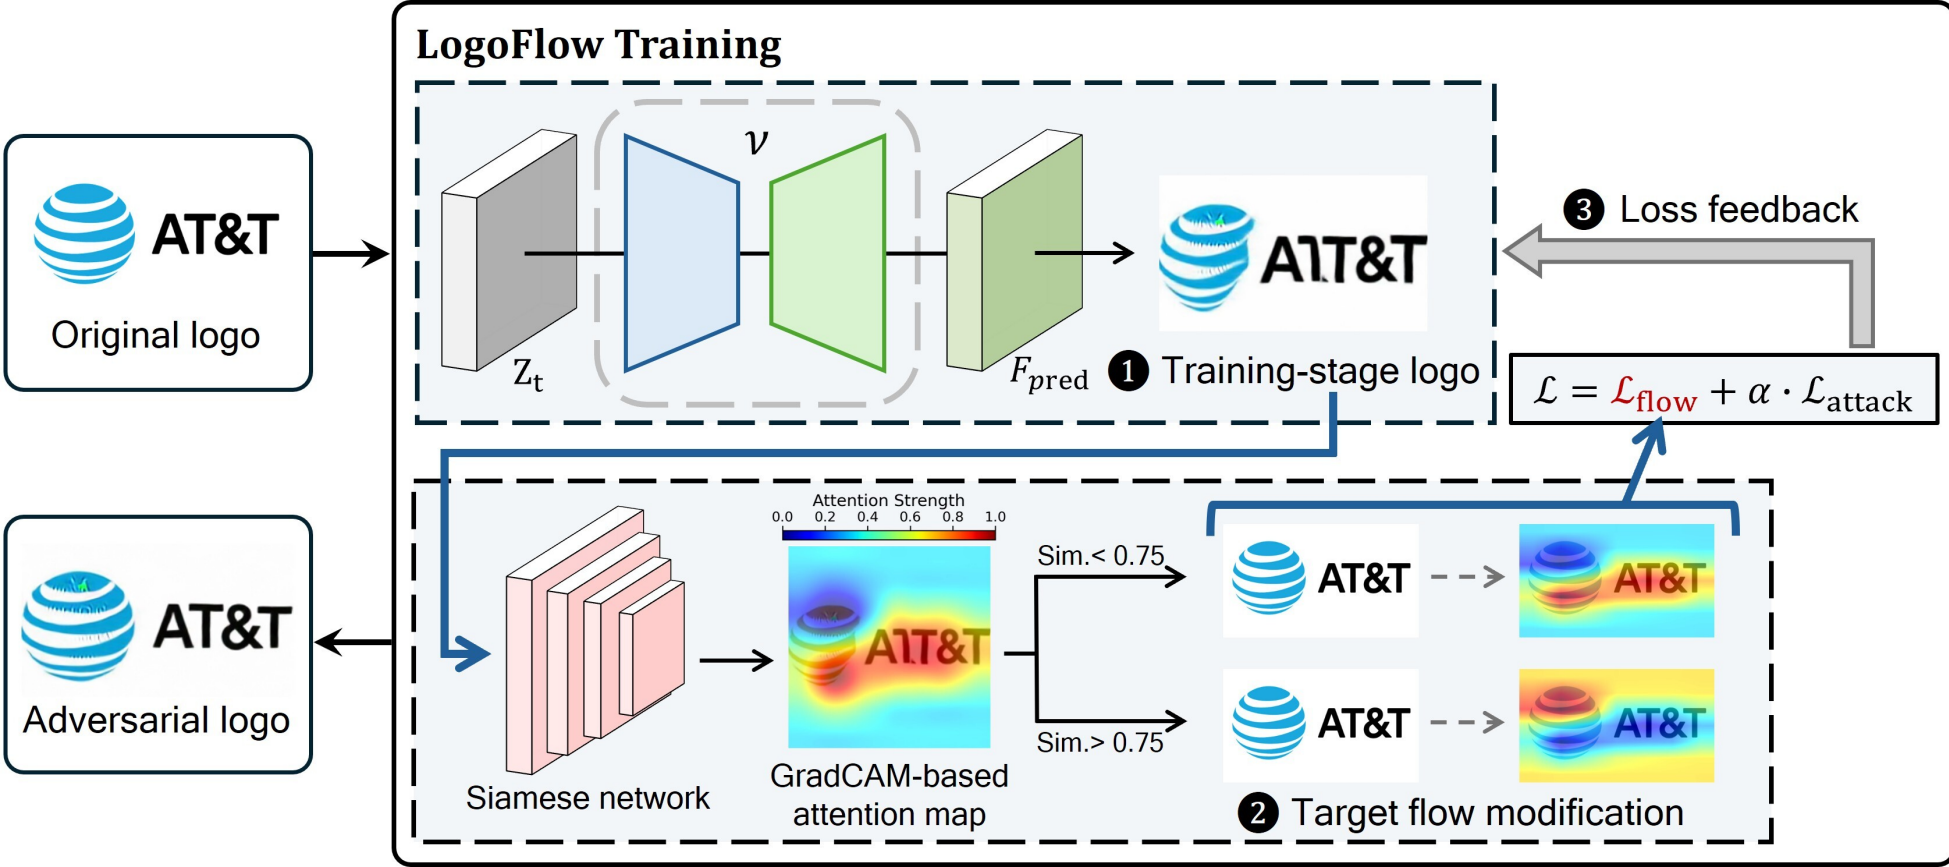 LogoFlow Training
AT&T
Original logo
Z_t
ν
F_pred
AllT&T
❶ Training-stage logo
❸ Loss feedback
ℒ = ℒ_flow + α · ℒ_attack
AT&T
Adversarial logo
Siamese network
Attention Strength
0.0 0.2 0.4 0.6 0.8 1.0
AllT&T
GradCAM-based
attention map
Sim.< 0.75
AT&T
AT&T
Sim.> 0.75
AT&T
AT&T
❷ Target flow modification